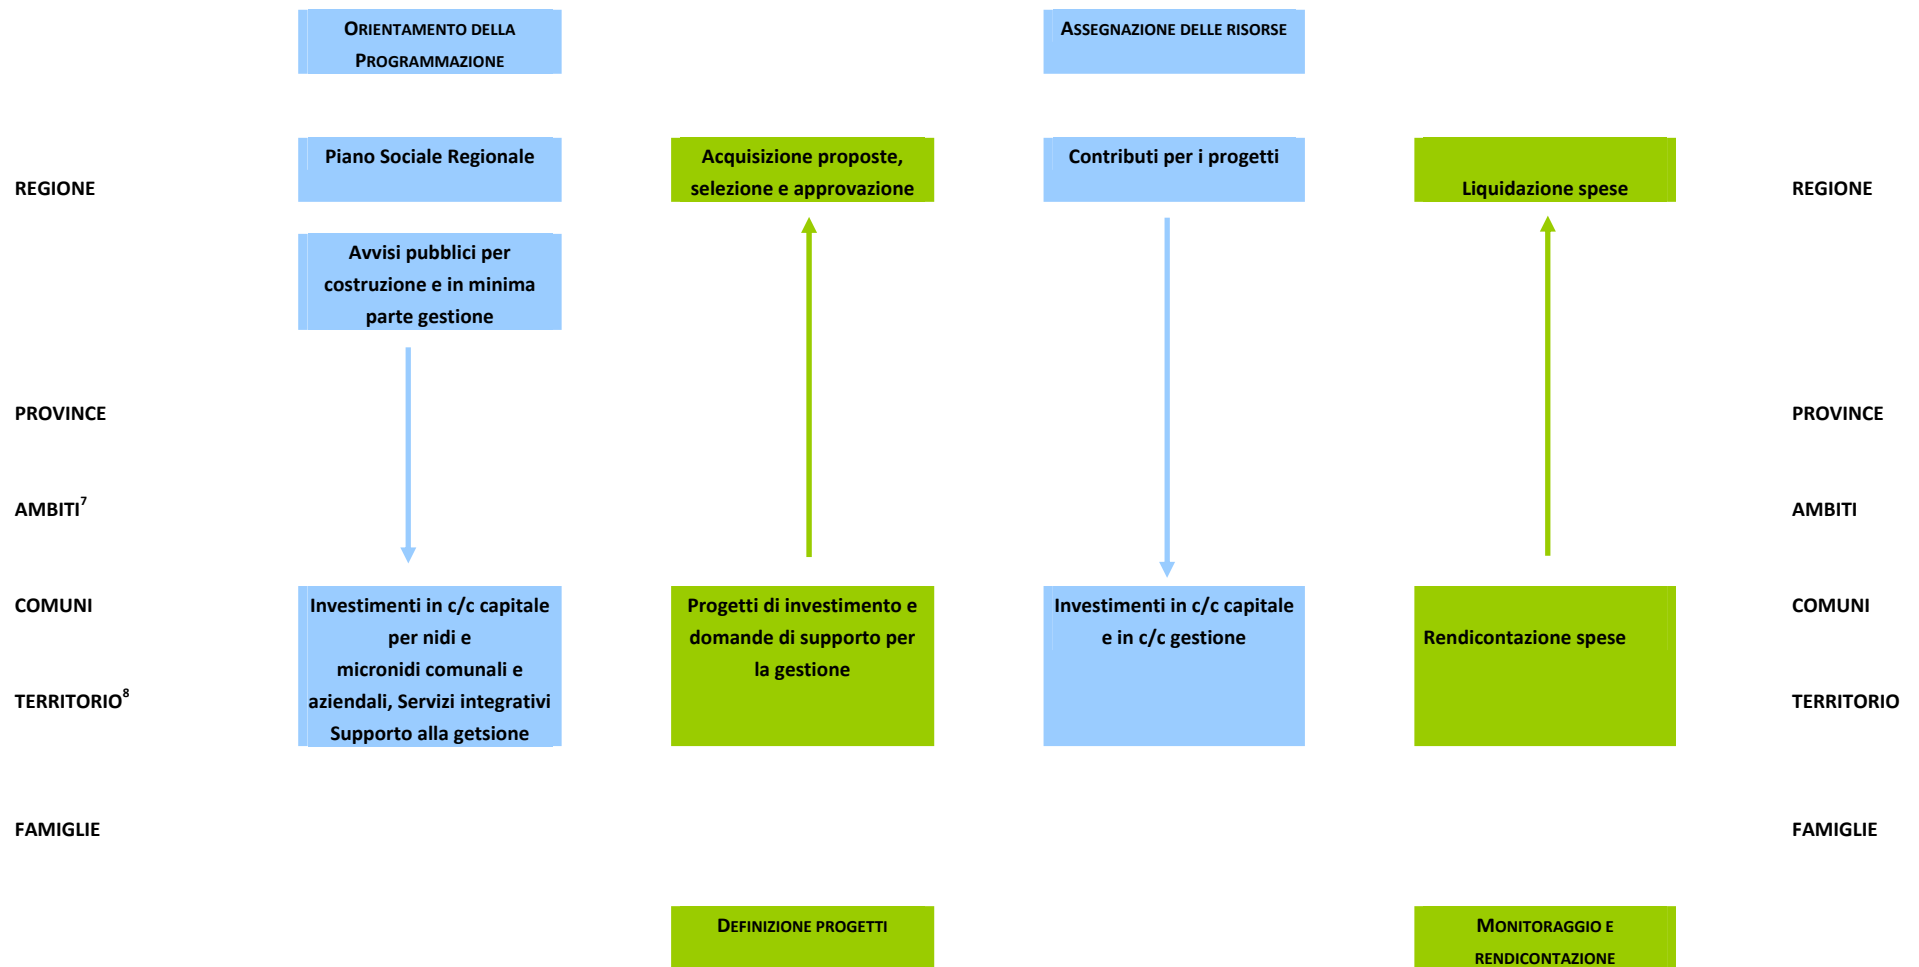 ORIENTAMENTO DELLA
PROGRAMMAZIONE
ASSEGNAZIONE DELLE RISORSE
REGIONE
Piano Sociale Regionale
Acquisizione proposte,
selezione e approvazione
Contributi per i progetti
Liquidazione spese
REGIONE
Avvisi pubblici per
costruzione e in minima
parte gestione
PROVINCE
PROVINCE
AMBITI7
AMBITI
COMUNI
Investimenti in c/c capitale
per nidi e
micronidi comunali e
aziendali, Servizi integrativi
Supporto alla getsione
Progetti di investimento e
domande di supporto per
la gestione
Investimenti in c/c capitale
e in c/c gestione
Rendicontazione spese
COMUNI
TERRITORIO8
TERRITORIO
FAMIGLIE
FAMIGLIE
DEFINIZIONE PROGETTI
MONITORAGGIO E
RENDICONTAZIONE